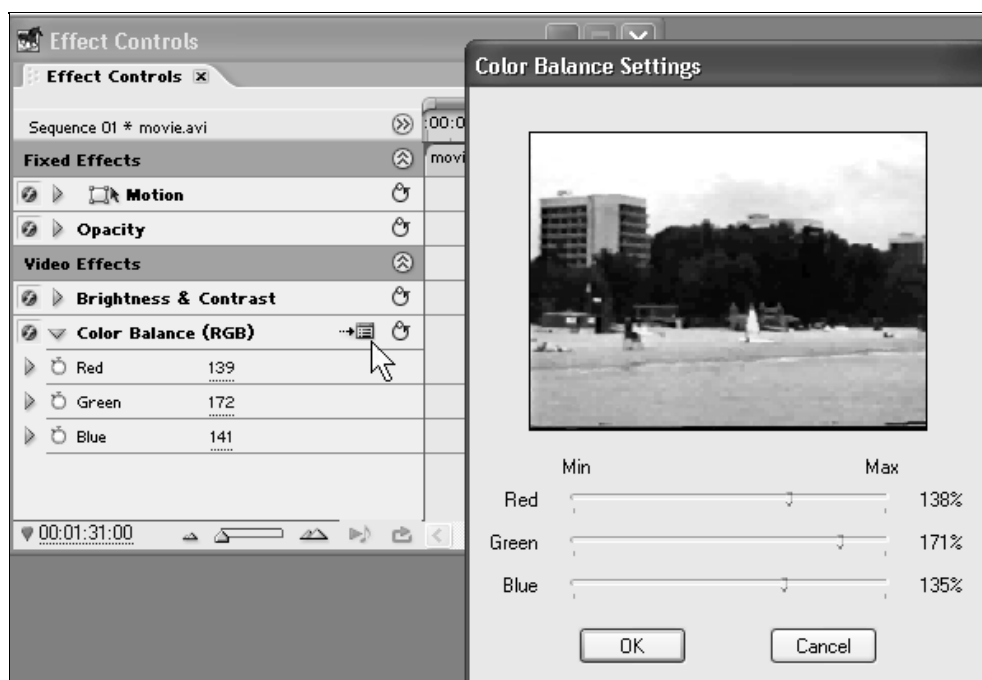 Effect Controls
Effect Controls
Sequence 01 * movie.avi
:00:0
Fixed Effects
movi
Motion
Opacity
Video Effects
Brightness & Contrast
Color Balance (RGB)
Red 139
Green 172
Blue 141
00:01:31:00
Color Balance Settings
Min Max
Red 138%
Green 171%
Blue 135%
OK Cancel